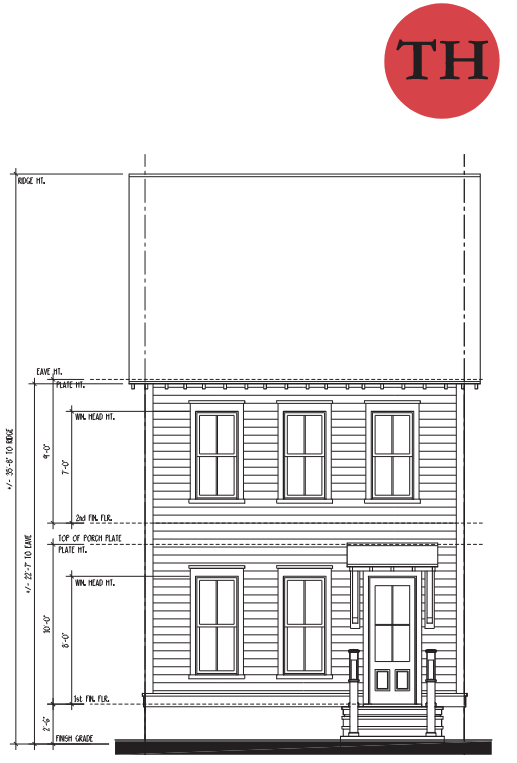 TH
RIDGE HT.
EAVE HT.
PLATE HT.
WIN. HEAD HT.
9'-0"
7'-0"
+/- 35'-8" TO RIDGE
2nd FIN. FLR.
TOP OF PORCH PLATE
PLATE HT.
+/- 22'-7" TO EAVE
WIN. HEAD HT.
10'-0"
8'-0"
1st FIN. FLR.
2'-6"
FINISH GRADE